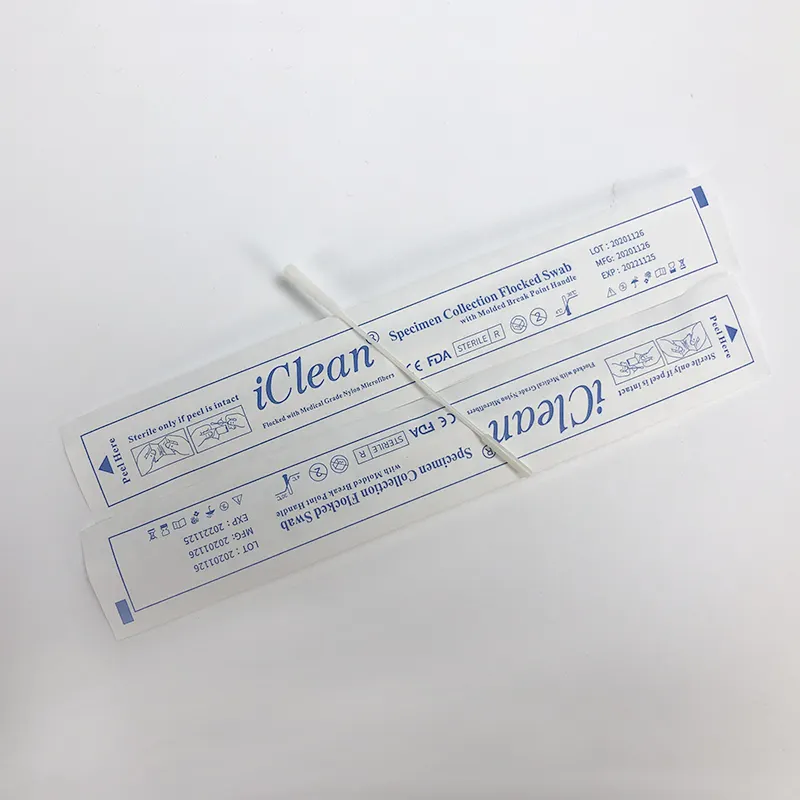 Peel Here
Sterile only if peel is intact
iClean®
Flocked with Medical Grade Nylon Microfibers
Specimen Collection Flocked Swab
with Molded Break Point Handle
CE FDA STERILE R
LOT : 20201126
MFG: 20201126
EXP : 20221125
Peel Here
Sterile only if peel is intact
iClean®
Flocked with Medical Grade Nylon Microfibers
Specimen Collection Flocked Swab
with Molded Break Point Handle
CE FDA STERILE R
LOT : 20201126
MFG: 20201126
EXP : 20221125